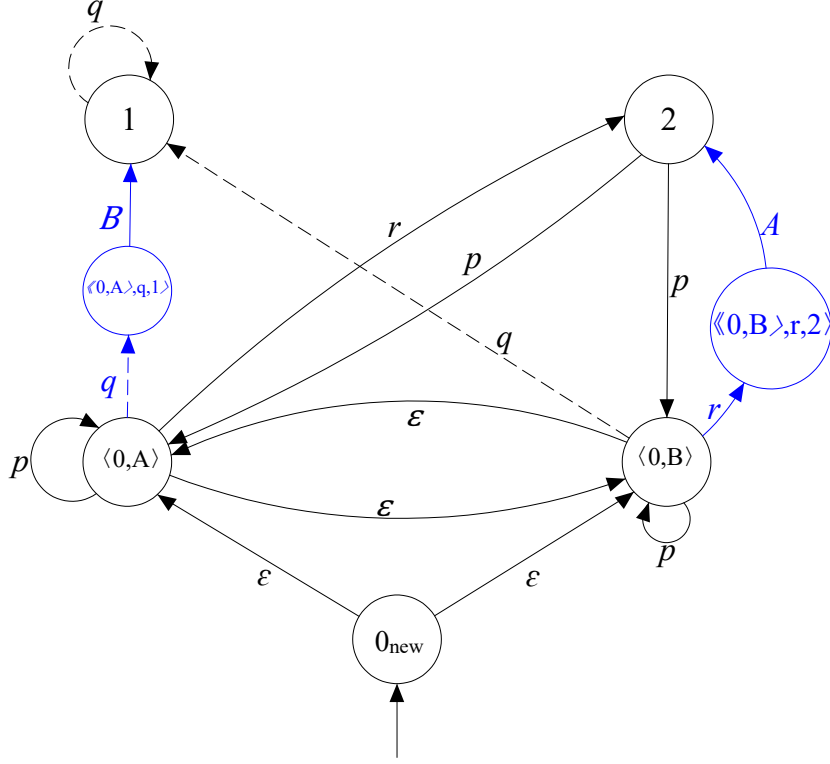 q
1
2
B
r
A
p
p
⟪0,A⟩,q,1⟩
⟪0,B⟩,r,2⟩
q
q
r
ε
⟨0,A⟩
⟨0,B⟩
p
ε
p
ε
ε
0new